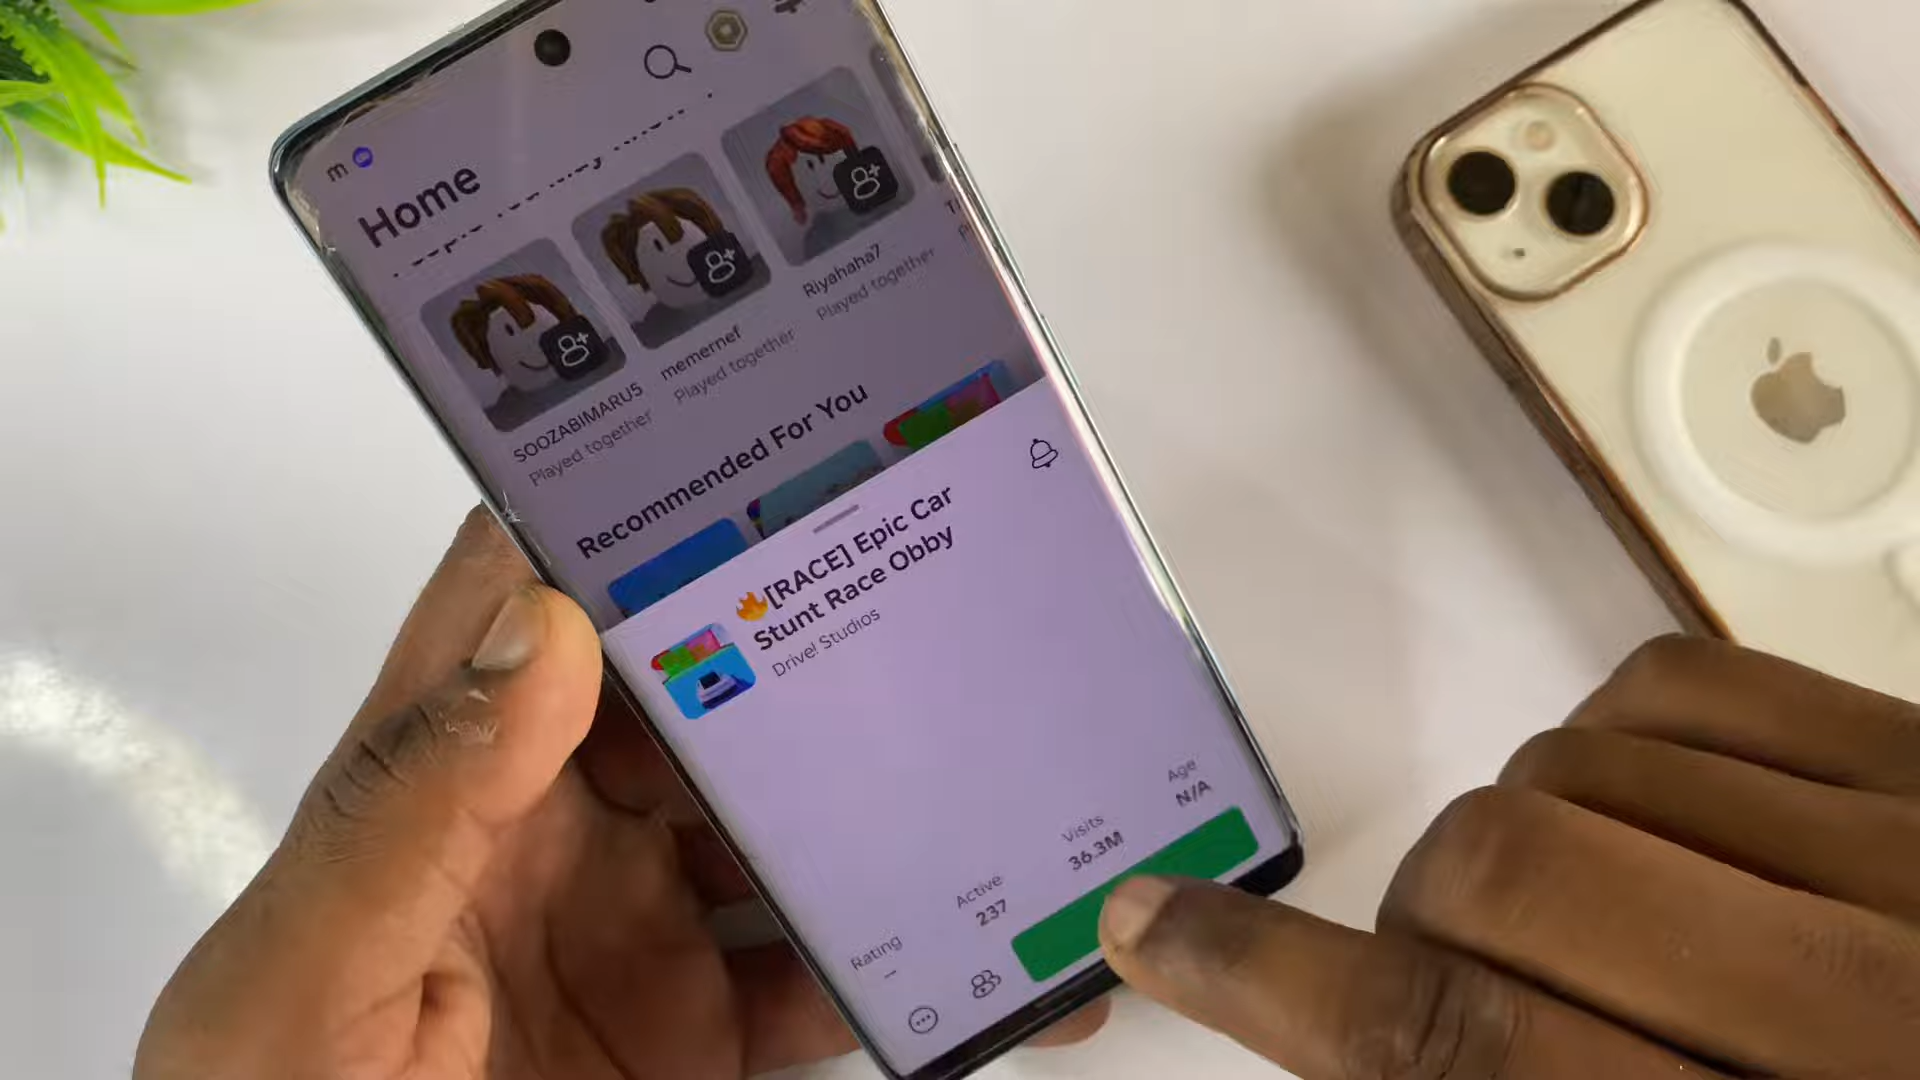 m
Home
SOOZABIMARU5
Played together
memernef
Played together
Riyahaha7
Played together
Recommended For You
🔥[RACE] Epic Car
Stunt Race Obby
Drive! Studios
Rating
--
Active
237
Visits
36.3M
Age
N/A